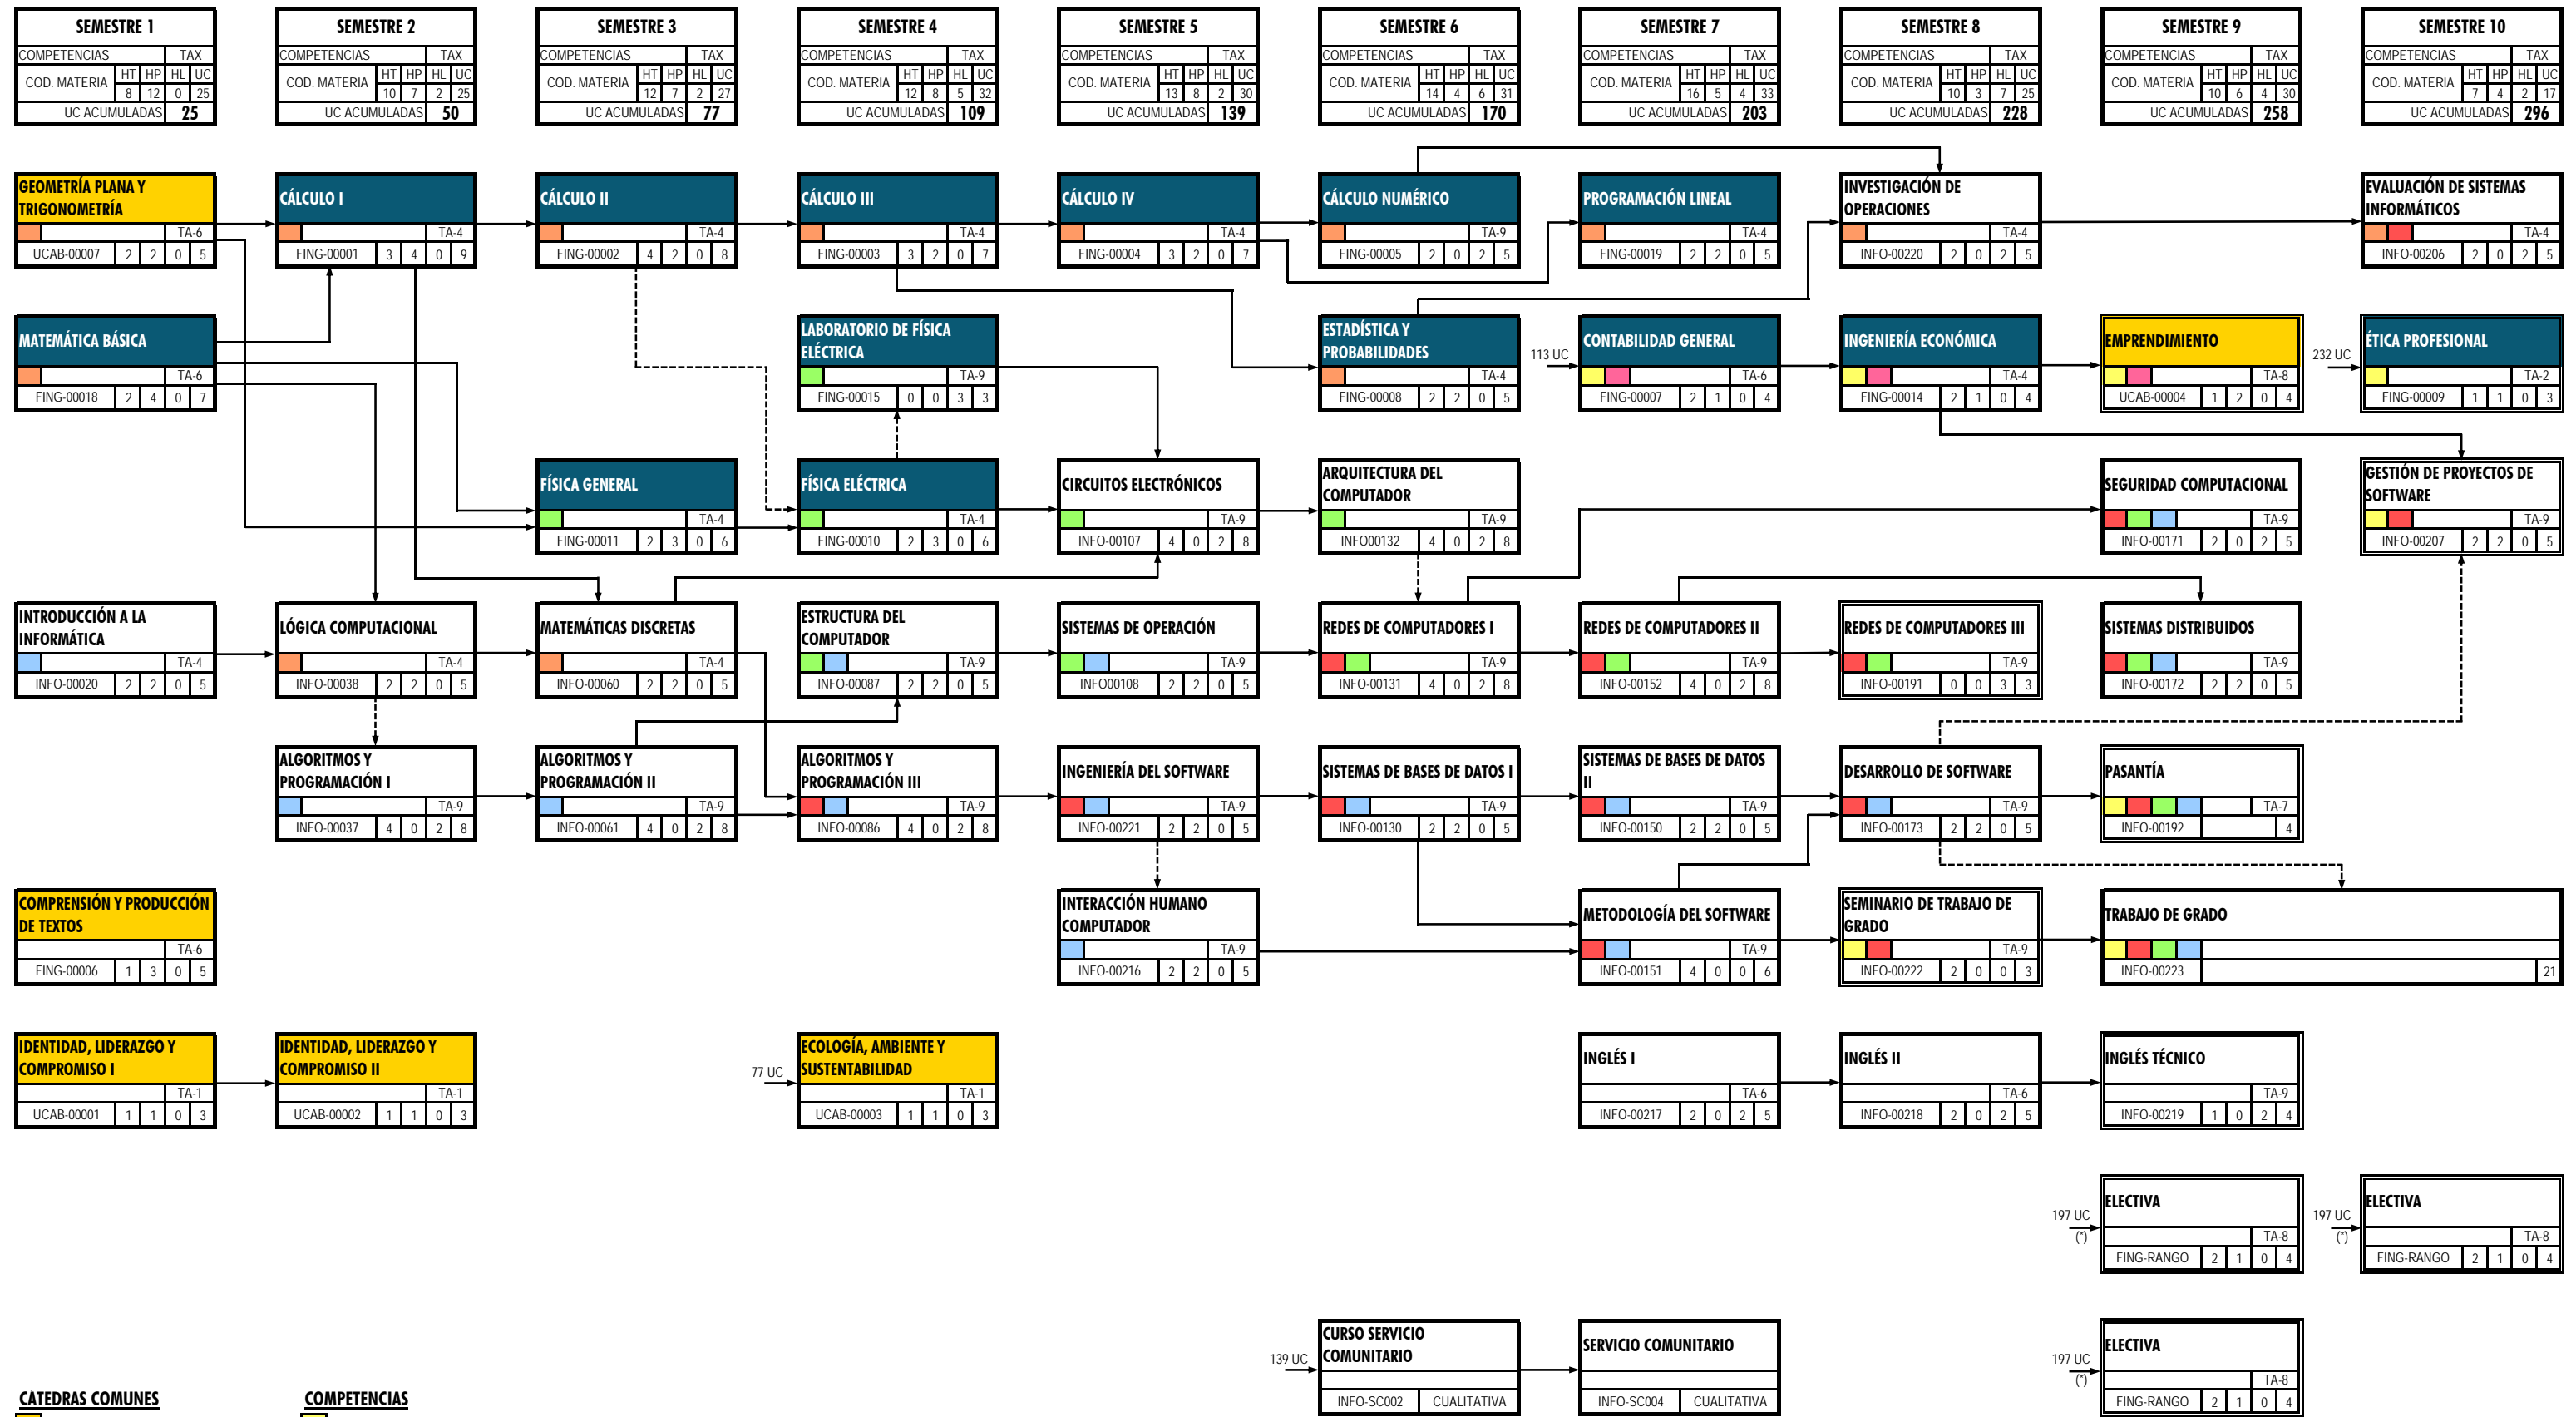 SEMESTRE 1
COMPETENCIAS TAX
COD. MATERIA HT HP HL UC
8 12 0 25
UC ACUMULADAS 25
SEMESTRE 2
COMPETENCIAS TAX
COD. MATERIA HT HP HL UC
10 7 2 25
UC ACUMULADAS 50
SEMESTRE 3
COMPETENCIAS TAX
COD. MATERIA HT HP HL UC
12 7 2 27
UC ACUMULADAS 77
SEMESTRE 4
COMPETENCIAS TAX
COD. MATERIA HT HP HL UC
12 8 5 32
UC ACUMULADAS 109
SEMESTRE 5
COMPETENCIAS TAX
COD. MATERIA HT HP HL UC
13 8 2 30
UC ACUMULADAS 139
SEMESTRE 6
COMPETENCIAS TAX
COD. MATERIA HT HP HL UC
14 4 6 31
UC ACUMULADAS 170
SEMESTRE 7
COMPETENCIAS TAX
COD. MATERIA HT HP HL UC
16 5 4 33
UC ACUMULADAS 203
SEMESTRE 8
COMPETENCIAS TAX
COD. MATERIA HT HP HL UC
10 3 7 25
UC ACUMULADAS 228
SEMESTRE 9
COMPETENCIAS TAX
COD. MATERIA HT HP HL UC
10 6 4 30
UC ACUMULADAS 258
SEMESTRE 10
COMPETENCIAS TAX
COD. MATERIA HT HP HL UC
7 4 2 17
UC ACUMULADAS 296
GEOMETRÍA PLANA Y
TRIGONOMETRÍA
TA-6
UCAB-00007 2 2 0 5
CÁLCULO I
TA-4
FING-00001 3 4 0 9
CÁLCULO II
TA-4
FING-00002 4 2 0 8
CÁLCULO III
TA-4
FING-00003 3 2 0 7
CÁLCULO IV
TA-4
FING-00004 3 2 0 7
CÁLCULO NUMÉRICO
TA-9
FING-00005 2 0 2 5
PROGRAMACIÓN LINEAL
TA-4
FING-00019 2 2 0 5
INVESTIGACIÓN DE
OPERACIONES
TA-4
INFO-00220 2 0 2 5
EVALUACIÓN DE SISTEMAS
INFORMÁTICOS
TA-4
INFO-00206 2 0 2 5
MATEMÁTICA BÁSICA
TA-6
FING-00018 2 4 0 7
LABORATORIO DE FÍSICA
ELÉCTRICA
TA-9
FING-00015 0 0 3 3
ESTADÍSTICA Y
PROBABILIDADES
TA-4
FING-00008 2 2 0 5
113 UC
CONTABILIDAD GENERAL
TA-6
FING-00007 2 1 0 4
INGENIERÍA ECONÓMICA
TA-4
FING-00014 2 1 0 4
EMPRENDIMIENTO
TA-8
UCAB-00004 1 2 0 4
232 UC
ÉTICA PROFESIONAL
TA-2
FING-00009 1 1 0 3
FÍSICA GENERAL
TA-4
FING-00011 2 3 0 6
FÍSICA ELÉCTRICA
TA-4
FING-00010 2 3 0 6
CIRCUITOS ELECTRÓNICOS
TA-9
INFO-00107 4 0 2 8
ARQUITECTURA DEL
COMPUTADOR
TA-9
INFO00132 4 0 2 8
SEGURIDAD COMPUTACIONAL
TA-9
INFO-00171 2 0 2 5
GESTIÓN DE PROYECTOS DE
SOFTWARE
TA-9
INFO-00207 2 2 0 5
INTRODUCCIÓN A LA
INFORMÁTICA
TA-4
INFO-00020 2 2 0 5
LÓGICA COMPUTACIONAL
TA-4
INFO-00038 2 2 0 5
MATEMÁTICAS DISCRETAS
TA-4
INFO-00060 2 2 0 5
ESTRUCTURA DEL
COMPUTADOR
TA-9
INFO-00087 2 2 0 5
SISTEMAS DE OPERACIÓN
TA-9
INFO00108 2 2 0 5
REDES DE COMPUTADORES I
TA-9
INFO-00131 4 0 2 8
REDES DE COMPUTADORES II
TA-9
INFO-00152 4 0 2 8
REDES DE COMPUTADORES III
TA-9
INFO-00191 0 0 3 3
SISTEMAS DISTRIBUIDOS
TA-9
INFO-00172 2 2 0 5
ALGORITMOS Y
PROGRAMACIÓN I
TA-9
INFO-00037 4 0 2 8
ALGORITMOS Y
PROGRAMACIÓN II
TA-9
INFO-00061 4 0 2 8
ALGORITMOS Y
PROGRAMACIÓN III
TA-9
INFO-00086 4 0 2 8
INGENIERÍA DEL SOFTWARE
TA-9
INFO-00221 2 2 0 5
SISTEMAS DE BASES DE DATOS I
TA-9
INFO-00130 2 2 0 5
SISTEMAS DE BASES DE DATOS
II
TA-9
INFO-00150 2 2 0 5
DESARROLLO DE SOFTWARE
TA-9
INFO-00173 2 2 0 5
PASANTÍA
TA-7
INFO-00192 4
COMPRENSIÓN Y PRODUCCIÓN
DE TEXTOS
TA-6
FING-00006 1 3 0 5
INTERACCIÓN HUMANO
COMPUTADOR
TA-9
INFO-00216 2 2 0 5
METODOLOGÍA DEL SOFTWARE
TA-9
INFO-00151 4 0 0 6
SEMINARIO DE TRABAJO DE
GRADO
TA-9
INFO-00222 2 0 0 3
TRABAJO DE GRADO
INFO-00223 21
IDENTIDAD, LIDERAZGO Y
COMPROMISO I
TA-1
UCAB-00001 1 1 0 3
IDENTIDAD, LIDERAZGO Y
COMPROMISO II
TA-1
UCAB-00002 1 1 0 3
77 UC
ECOLOGÍA, AMBIENTE Y
SUSTENTABILIDAD
TA-1
UCAB-00003 1 1 0 3
INGLÉS I
TA-6
INFO-00217 2 0 2 5
INGLÉS II
TA-6
INFO-00218 2 0 2 5
INGLÉS TÉCNICO
TA-9
INFO-00219 1 0 2 4
197 UC
(*)
ELECTIVA
TA-8
FING-RANGO 2 1 0 4
197 UC
(*)
ELECTIVA
TA-8
FING-RANGO 2 1 0 4
139 UC
CURSO SERVICIO
COMUNITARIO
INFO-SC002 CUALITATIVA
SERVICIO COMUNITARIO
INFO-SC004 CUALITATIVA
197 UC
(*)
ELECTIVA
TA-8
FING-RANGO 2 1 0 4
CÁTEDRAS COMUNES
COMPETENCIAS